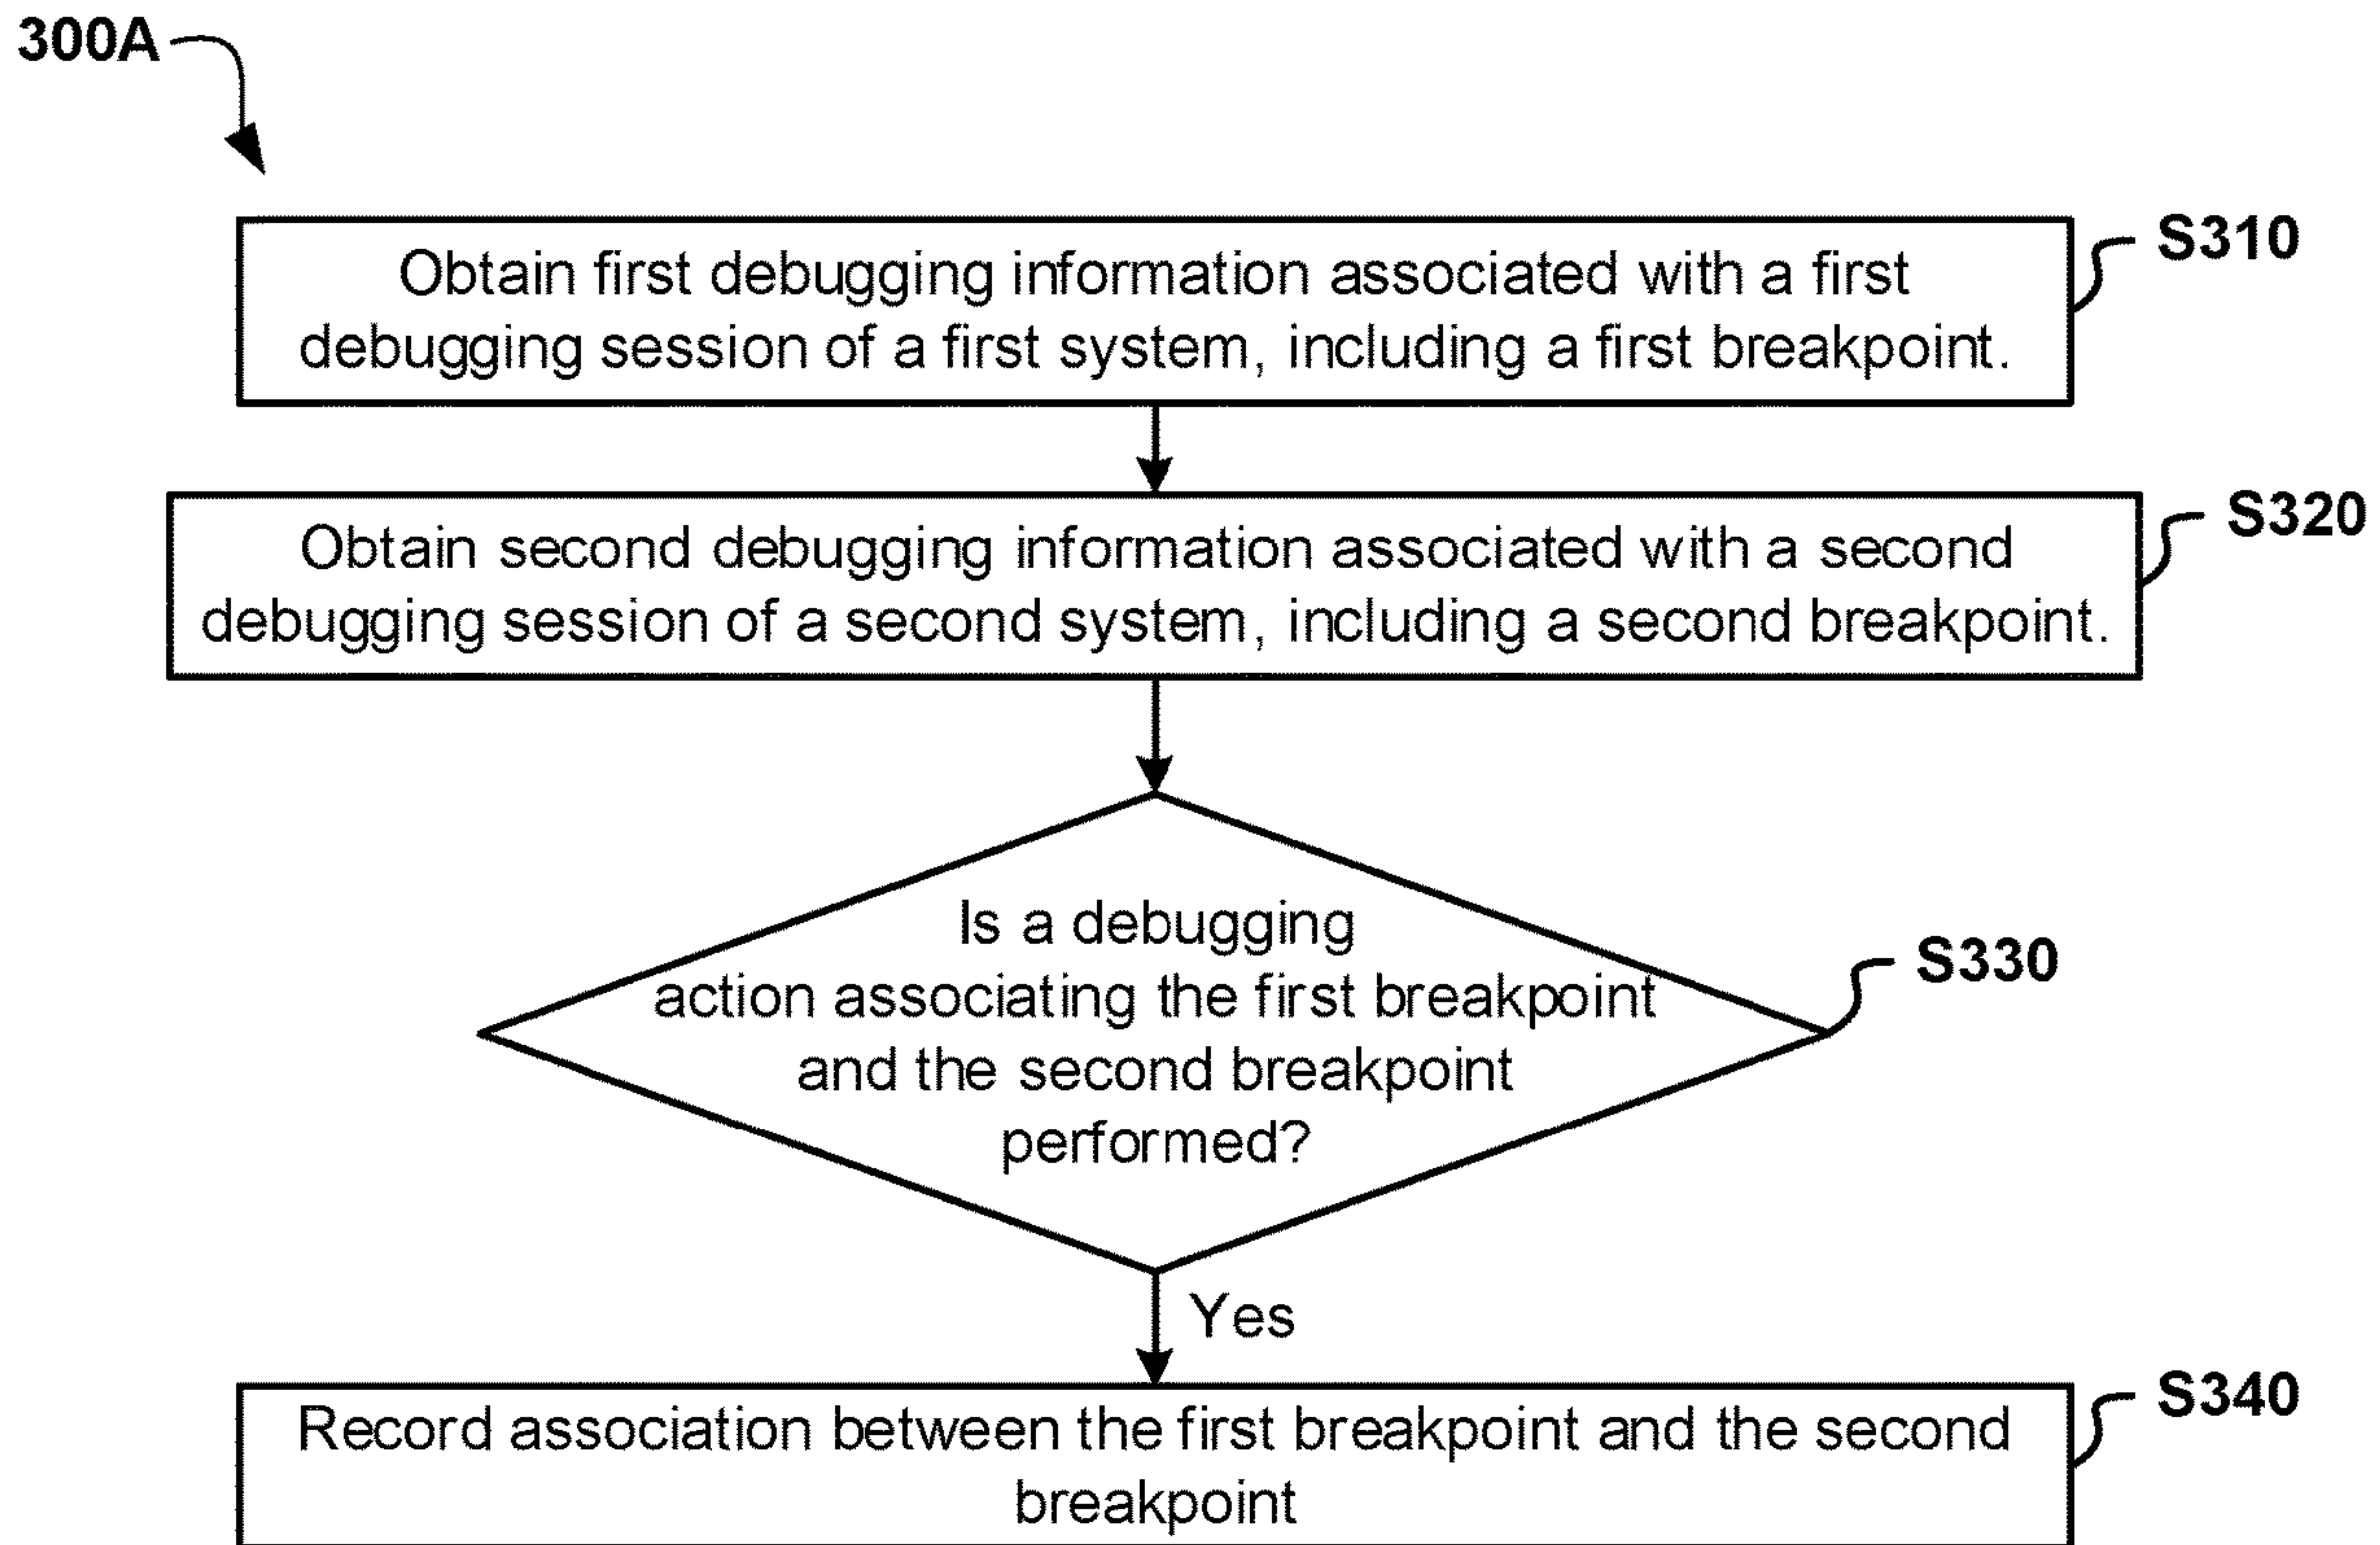 300A
Obtain first debugging information associated with a first
debugging session of a first system, including a first breakpoint.
S310
Obtain second debugging information associated with a second
debugging session of a second system, including a second breakpoint.
S320
Is a debugging
action associating the first breakpoint
and the second breakpoint
performed?
S330
Yes
Record association between the first breakpoint and the second
breakpoint
S340